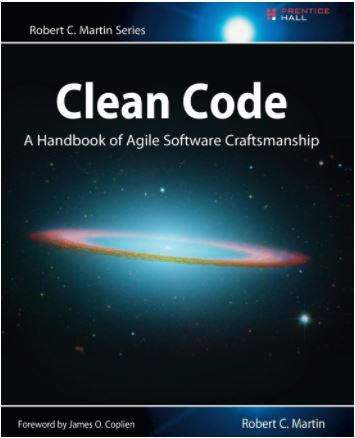 PRENTICE
HALL
Robert C. Martin Series
Clean Code
A Handbook of Agile Software Craftsmanship
Foreword by James O. Coplien
Robert C. Martin